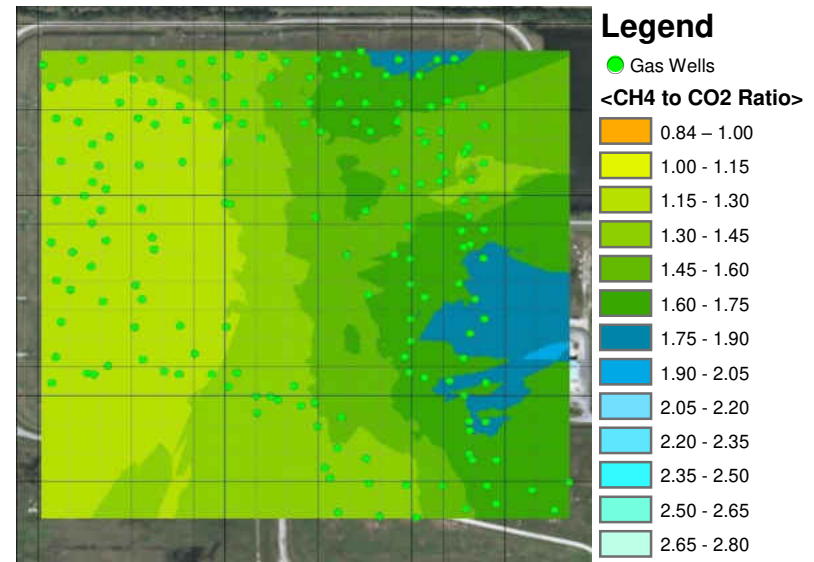 Legend
Gas Wells
<CH4 to CO2 Ratio>
0.84 – 1.00
1.00 - 1.15
1.15 - 1.30
1.30 - 1.45
1.45 - 1.60
1.60 - 1.75
1.75 - 1.90
1.90 - 2.05
2.05 - 2.20
2.20 - 2.35
2.35 - 2.50
2.50 - 2.65
2.65 - 2.80